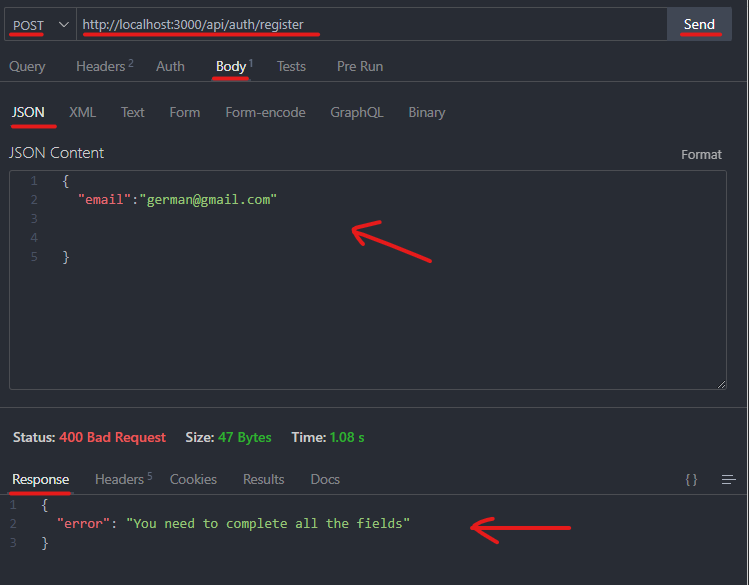 POST http://localhost:3000/api/auth/register Send
Query Headers 2 Auth Body 1 Tests Pre Run
JSON XML Text Form Form-encode GraphQL Binary
JSON Content Format
1 {
2 "email":"german@gmail.com"
3
4
5 }
Status: 400 Bad Request Size: 47 Bytes Time: 1.08 s
Response Headers 5 Cookies Results Docs { }
1 {
2 "error": "You need to complete all the fields"
3 }